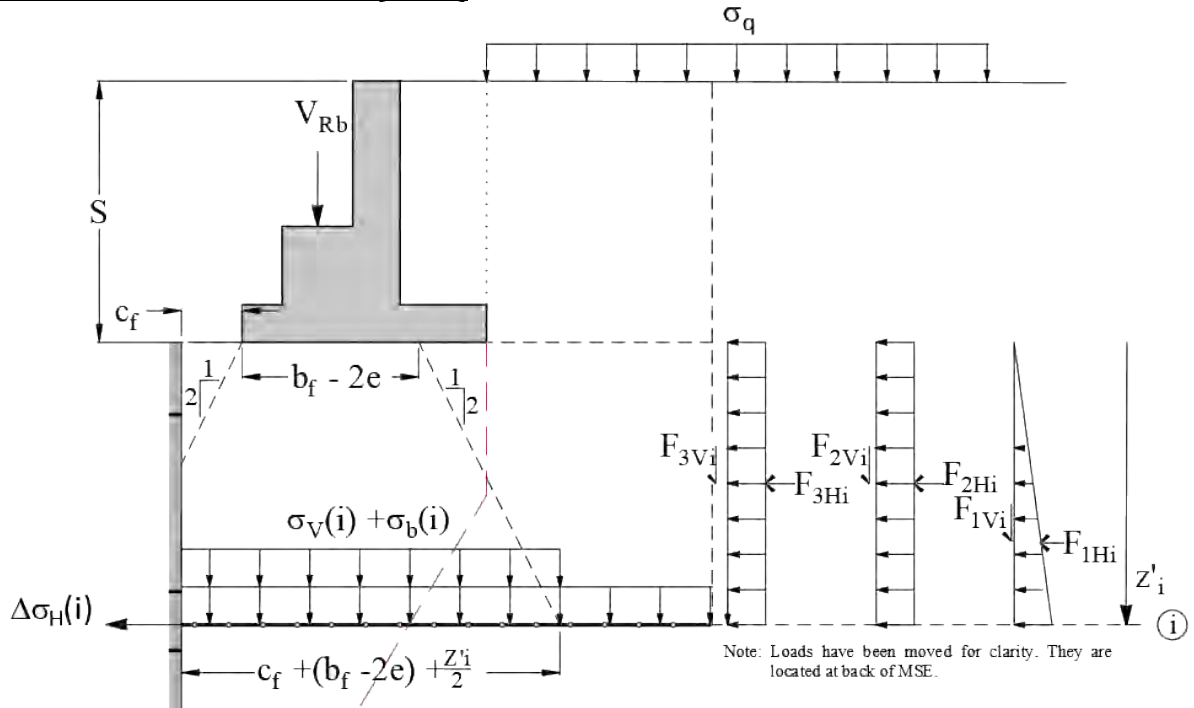 σq
VRb
S
cf
1
2
bf - 2e
1
2
F3Vi
F3Hi
F2Vi
F2Hi
F1Vi
F1Hi
σV(i) +σb(i)
Z'i
ΔσH(i)
i
cf +(bf -2e) +Z'i/2
Note: Loads have been moved for clarity. They are
located at back of MSE.